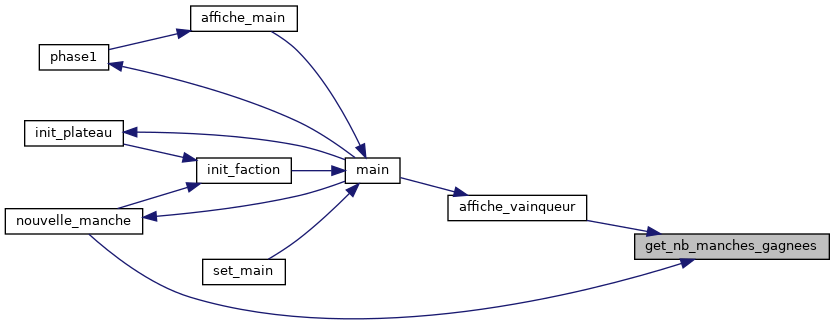 affiche_main
phase1
init_plateau
init_faction
main
affiche_vainqueur
nouvelle_manche
get_nb_manches_gagnees
set_main